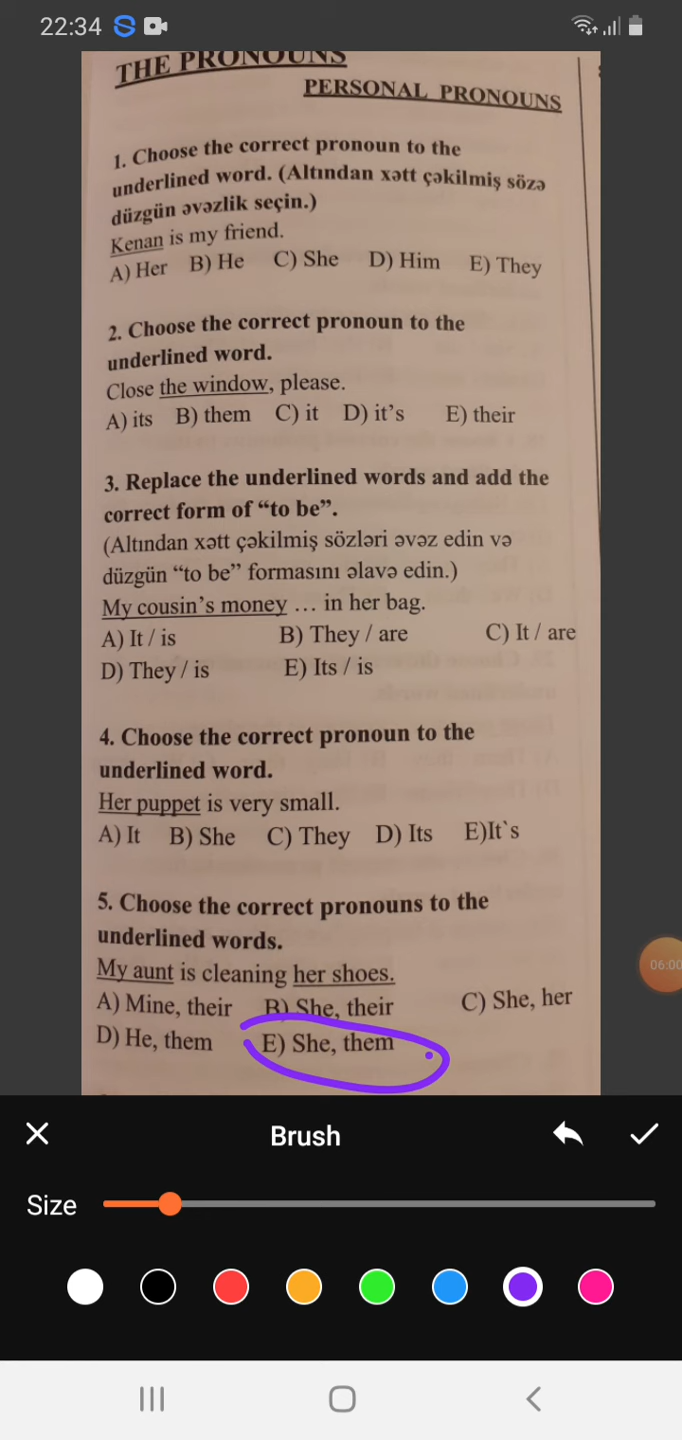 22:34
THE PRONOUNS
PERSONAL PRONOUNS
1. Choose the correct pronoun to the
underlined word. (Altından xətt çəkilmiş sözə
düzgün əvəzlik seçin.)
Kenan is my friend.
A) Her B) He C) She D) Him E) They
2. Choose the correct pronoun to the
underlined word.
Close the window, please.
A) its B) them C) it D) it's E) their
3. Replace the underlined words and add the
correct form of “to be”.
(Altından xətt çəkilmiş sözləri əvəz edin və
düzgün “to be” formasını əlavə edin.)
My cousin's money … in her bag.
A) It / is B) They / are C) It / are
D) They / is E) Its / is
4. Choose the correct pronoun to the
underlined word.
Her puppet is very small.
A) It B) She C) They D) Its E)It`s
5. Choose the correct pronouns to the
underlined words.
My aunt is cleaning her shoes.
A) Mine, their B) She, their C) She, her
D) He, them E) She, them
06:00
Brush
Size